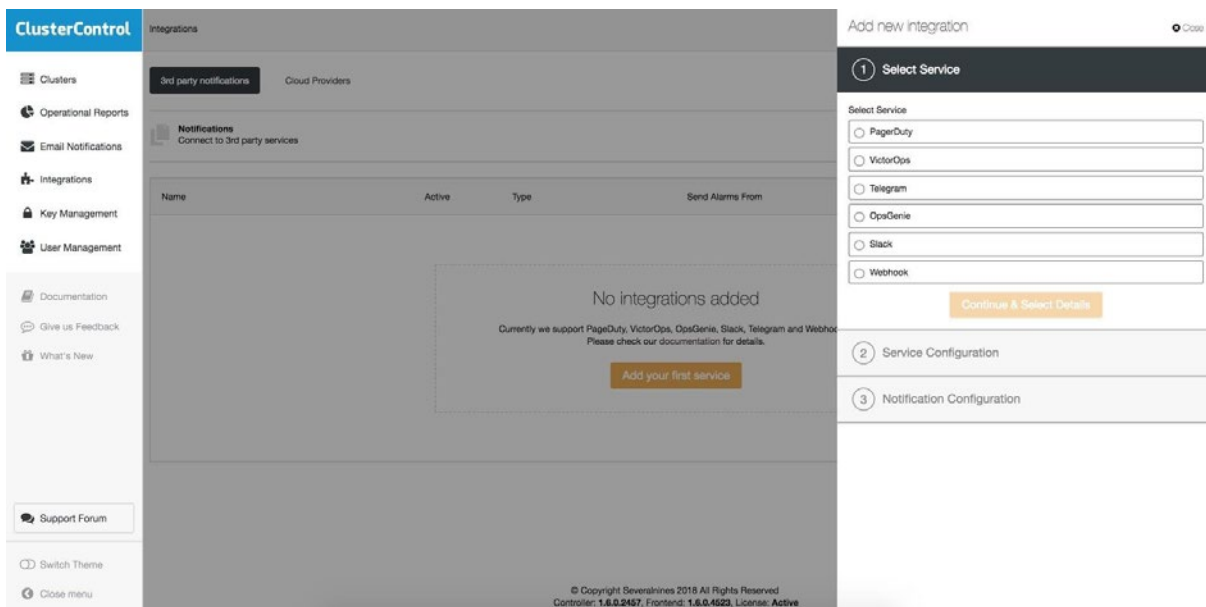 ClusterControl
Clusters
Operational Reports
Email Notifications
Integrations
Key Management
User Management
Documentation
Give us Feedback
What's New
Support Forum
Switch Theme
Close menu
Integrations
3rd party notifications
Cloud Providers
Notifications
Connect to 3rd party services
Name Active Type Send Alarms From
No integrations added
Currently we support PageDuty, VictorOps, OpsGenie, Slack, Telegram and
Please check our documentation for details.
Add your first service
© Copyright Severalnines 2018 All Rights Reserved
Controller: 1.6.0.2457, Frontend: 1.6.0.4523, License: Active
Add new integration
Close
1 Select Service
Select Service
PagerDuty
VictorOps
Telegram
OpsGenie
Slack
Webhook
Continue & Select Details
2 Service Configuration
3 Notification Configuration